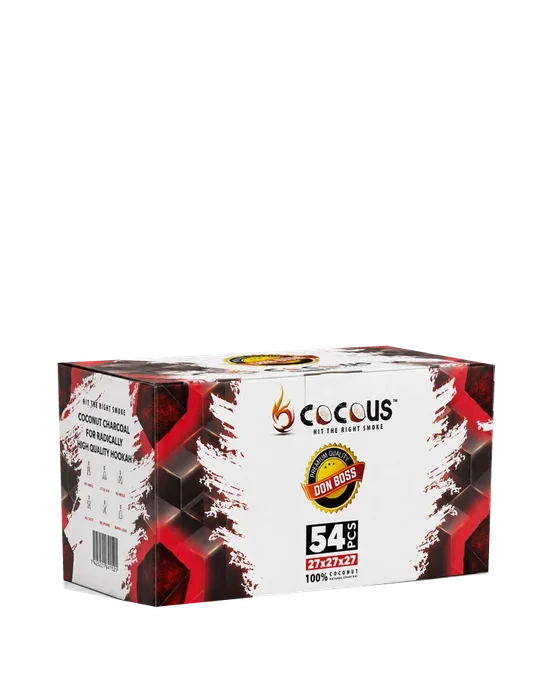 HIT THE RIGHT SMOKE
COCONUT CHARCOAL
FOR RADICALLY
HIGH QUALITY HOOKAH
COCOUS™
HIT THE RIGHT SMOKE
PREMIUM QUALITY
DON BOSS
54 PCS
27x27x27
100% COCONUT